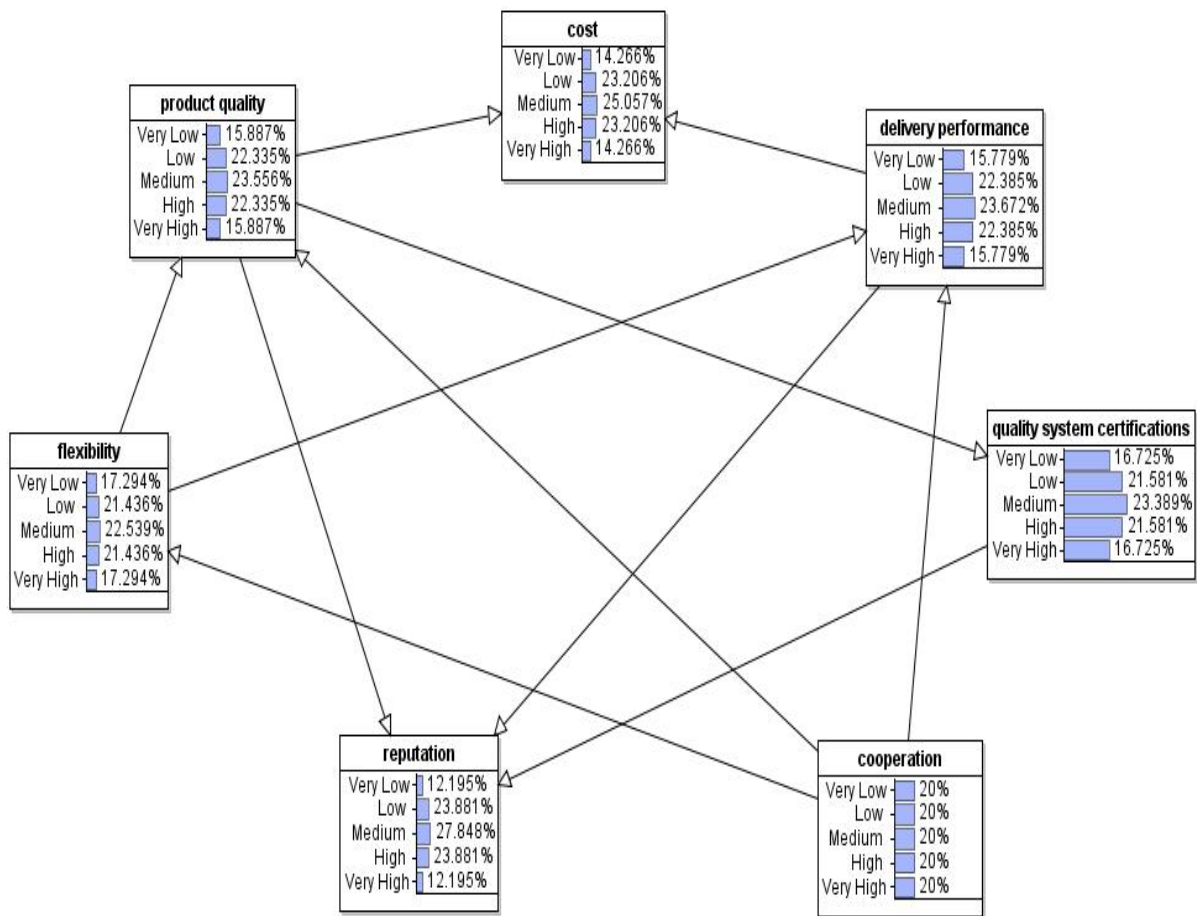 cost
Very Low 14.266%
Low 23.206%
Medium 25.057%
High 23.206%
Very High 14.266%
product quality
Very Low 15.887%
Low 22.335%
Medium 23.556%
High 22.335%
Very High 15.887%
delivery performance
Very Low 15.779%
Low 22.385%
Medium 23.672%
High 22.385%
Very High 15.779%
flexibility
Very Low 17.294%
Low 21.436%
Medium 22.539%
High 21.436%
Very High 17.294%
quality system certifications
Very Low 16.725%
Low 21.581%
Medium 23.389%
High 21.581%
Very High 16.725%
reputation
Very Low 12.195%
Low 23.881%
Medium 27.848%
High 23.881%
Very High 12.195%
cooperation
Very Low 20%
Low 20%
Medium 20%
High 20%
Very High 20%